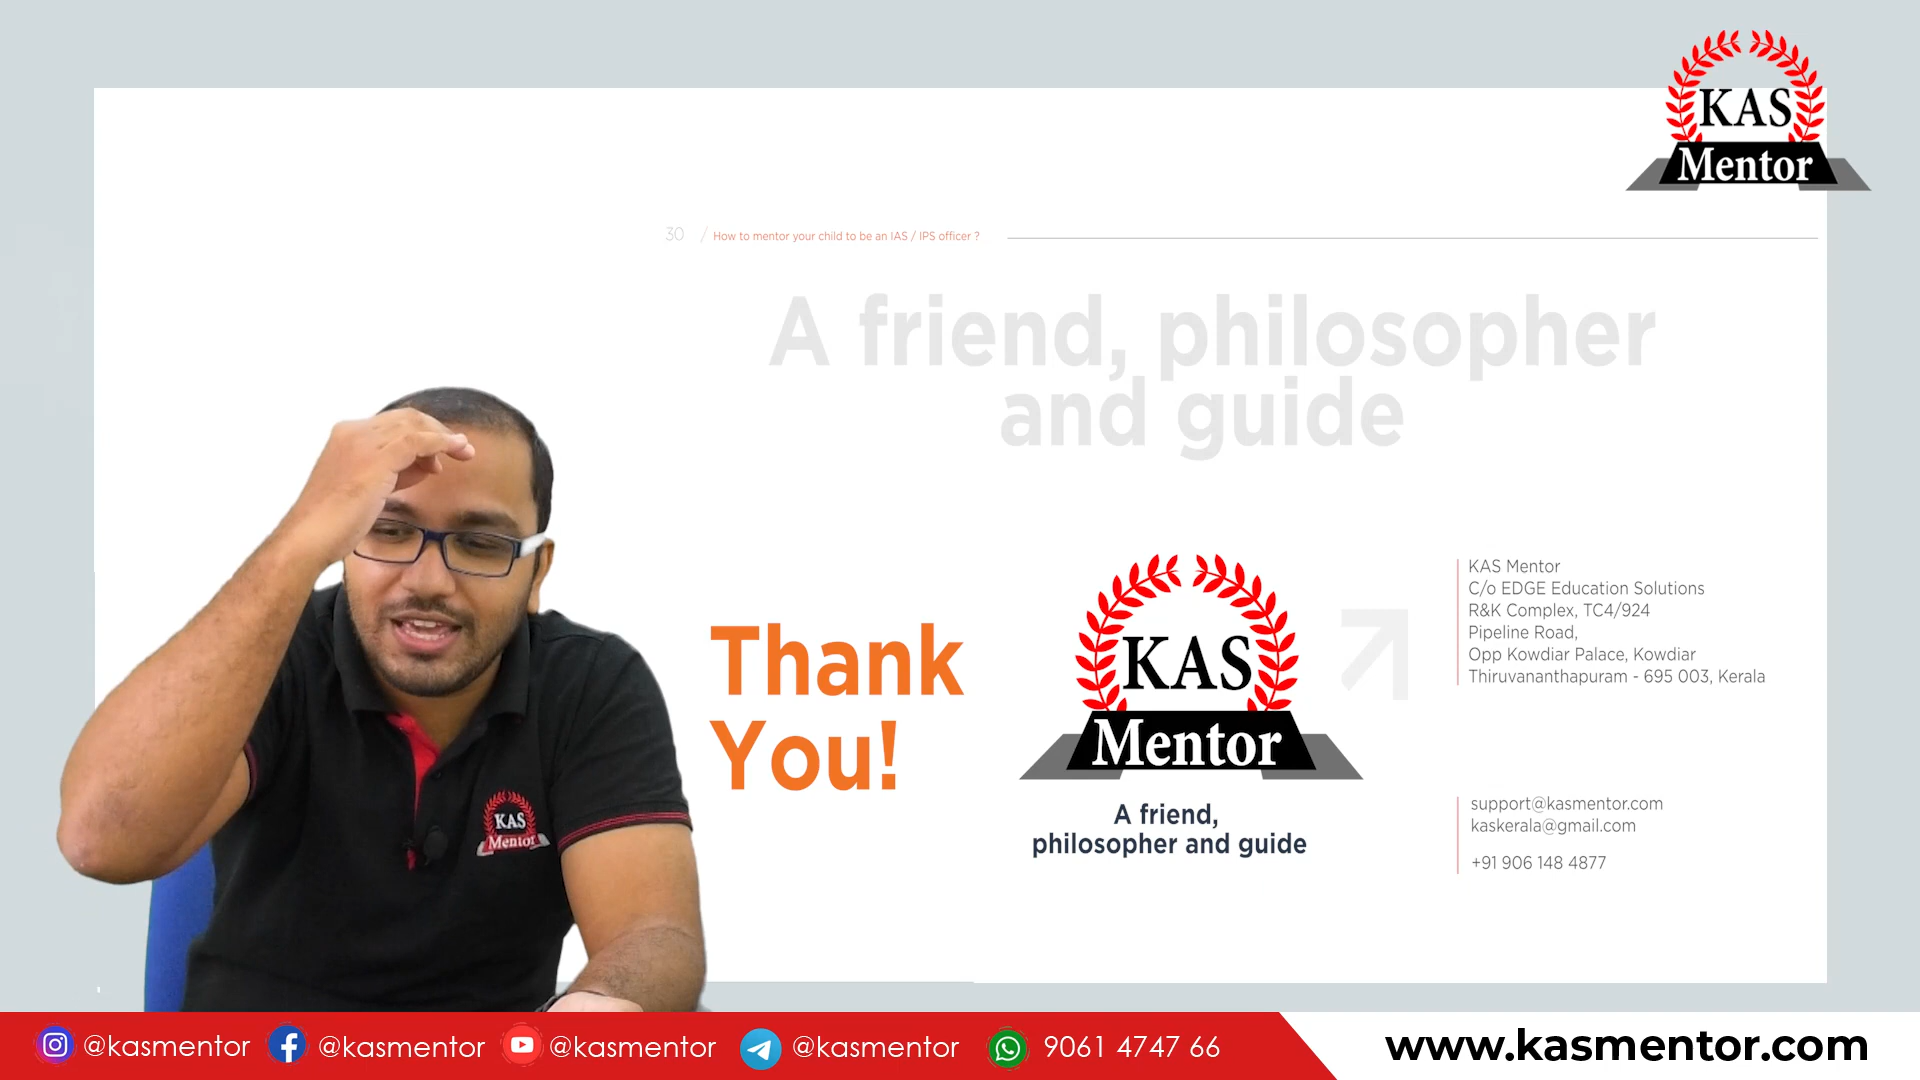 KAS
Mentor
30 / How to mentor your child to be an IAS / IPS officer ?
A friend, philosopher
and guide
Thank
You!
KAS
Mentor
A friend,
philosopher and guide
KAS Mentor
C/o EDGE Education Solutions
R&K Complex, TC4/924
Pipeline Road,
Opp Kowdiar Palace, Kowdiar
Thiruvananthapuram - 695 003, Kerala
support@kasmentor.com
kaskerala@gmail.com
+91 906 148 4877
KAS
Mentor
@kasmentor
@kasmentor
@kasmentor
@kasmentor
9061 4747 66
www.kasmentor.com